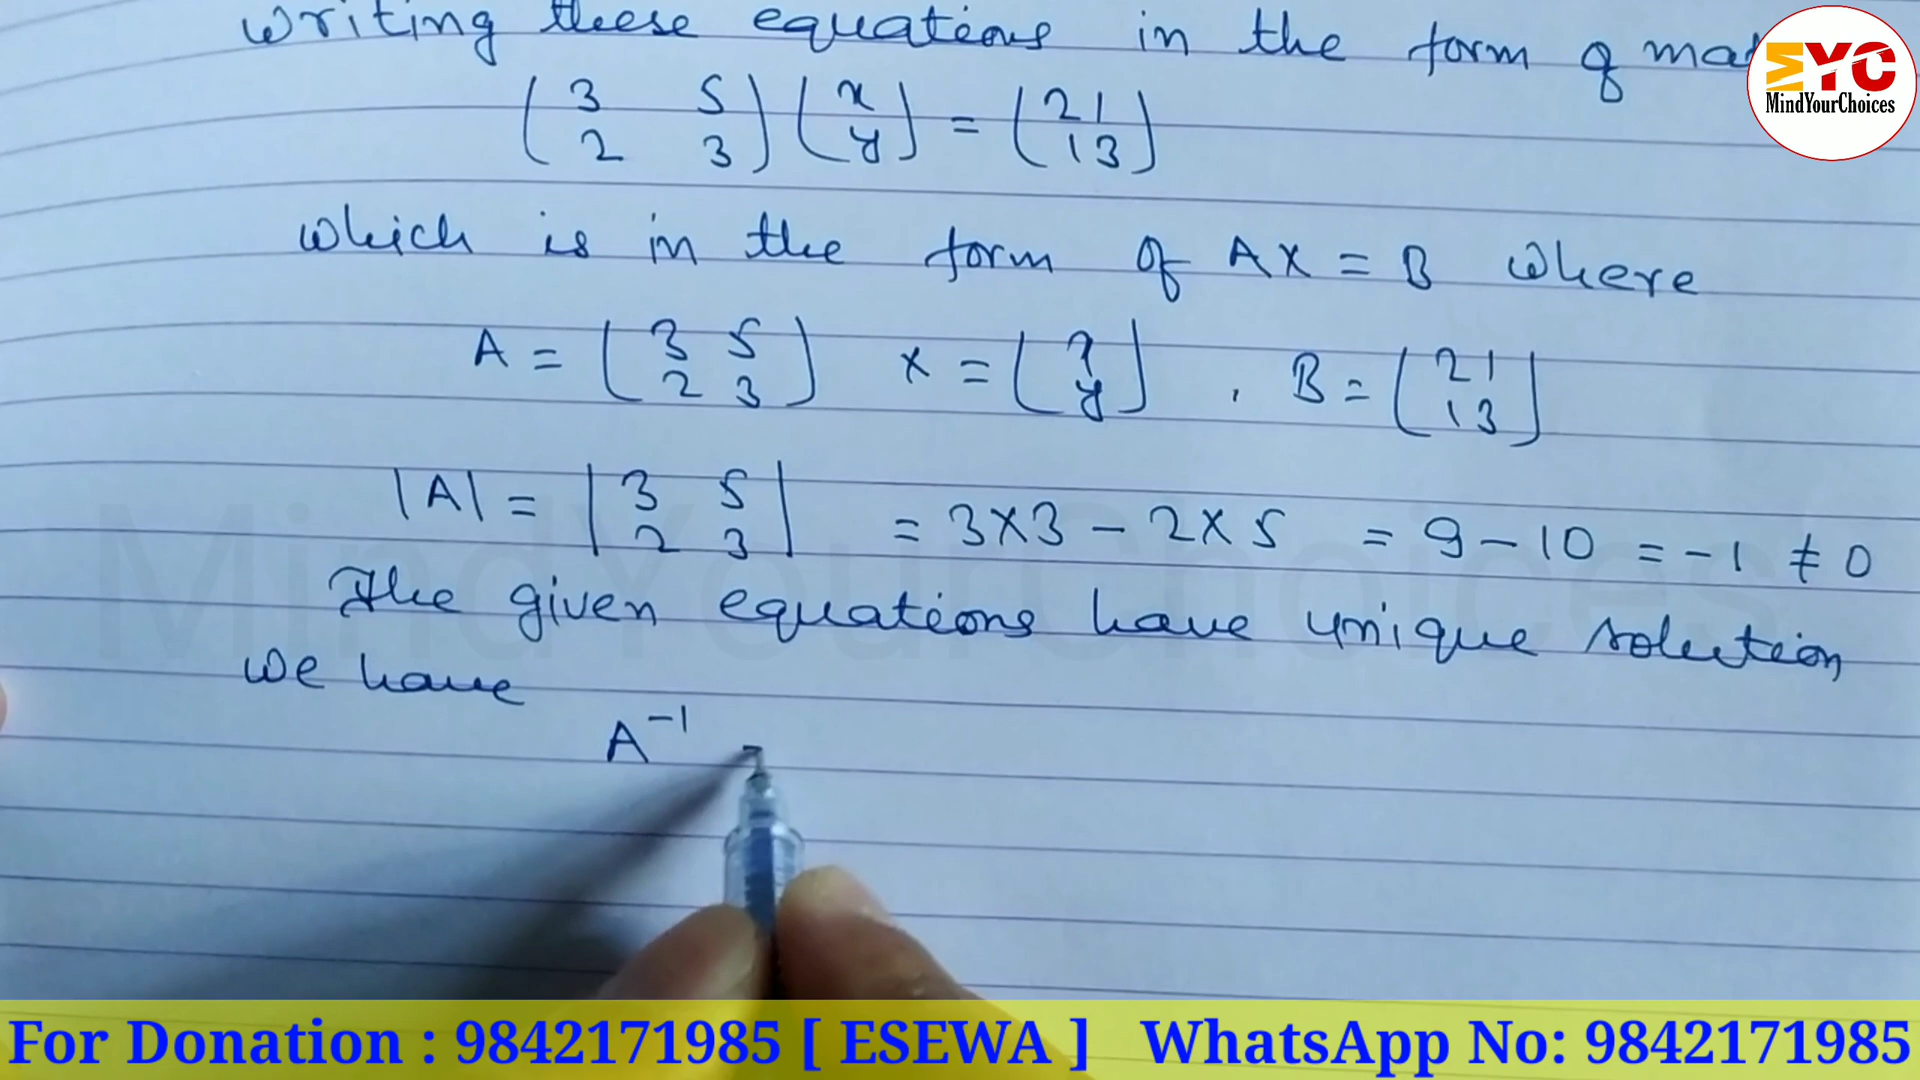 writing these equations in the form of mat
MYC
MindYourChoices
( 3 5 ) ( x ) = ( 21 )
( 2 3 ) ( y ) ( 13 )
which is in the form of AX = B where
A = ( 3 5 ) X = ( x ) , B = ( 21 )
( 2 3 ) ( y ) ( 13 )
|A| = | 3 5 | = 3×3 − 2×5 = 9−10 = −1 ≠ 0
| 2 3 |
MindYourChoices
The given equations have unique solution
we have
A⁻¹
For Donation : 9842171985 [ ESEWA ] WhatsApp No: 9842171985